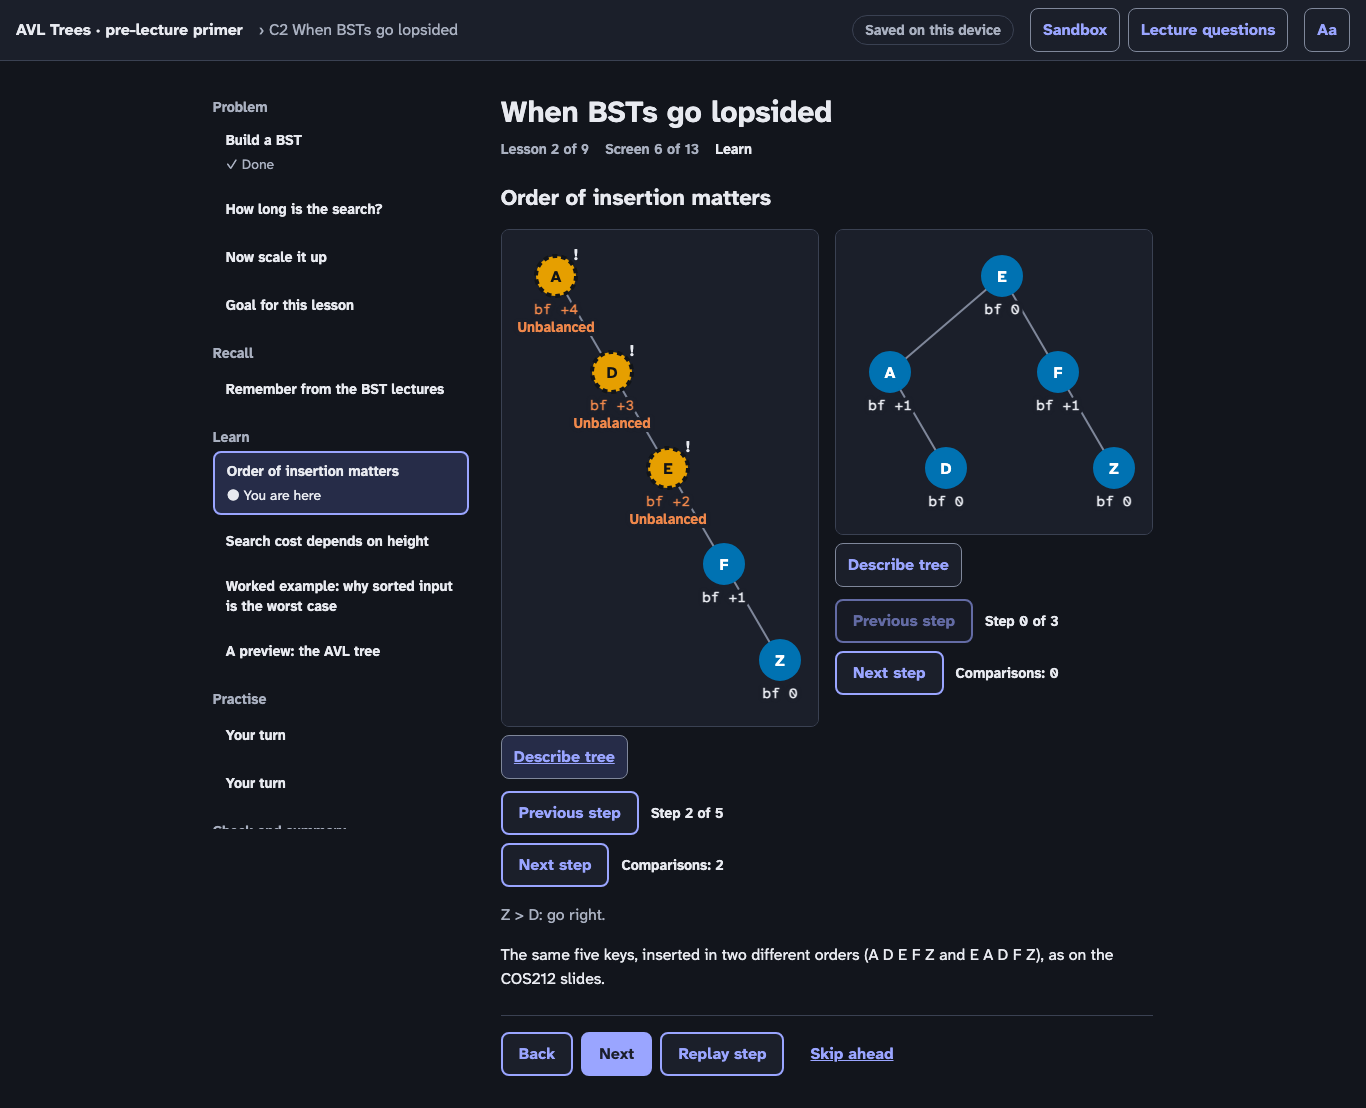 AVL Trees · pre-lecture primer › C2 When BSTs go lopsided
Saved on this device
Sandbox
Lecture questions
Aa
Problem
Build a BST
✓ Done
How long is the search?
Now scale it up
Goal for this lesson
Recall
Remember from the BST lectures
Learn
Order of insertion matters
You are here
Search cost depends on height
Worked example: why sorted input
is the worst case
A preview: the AVL tree
Practise
Your turn
Your turn
When BSTs go lopsided
Lesson 2 of 9 Screen 6 of 13 Learn
Order of insertion matters
!
A
bf +4
Unbalanced
!
D
bf +3
Unbalanced
!
E
bf +2
Unbalanced
F
bf +1
Z
bf 0
Describe tree
Previous step Step 2 of 5
Next step Comparisons: 2
E
bf 0
A
bf +1
F
bf +1
D
bf 0
Z
bf 0
Describe tree
Previous step Step 0 of 3
Next step Comparisons: 0
Z > D: go right.
The same five keys, inserted in two different orders (A D E F Z and E A D F Z), as on the
COS212 slides.
Back
Next
Replay step
Skip ahead